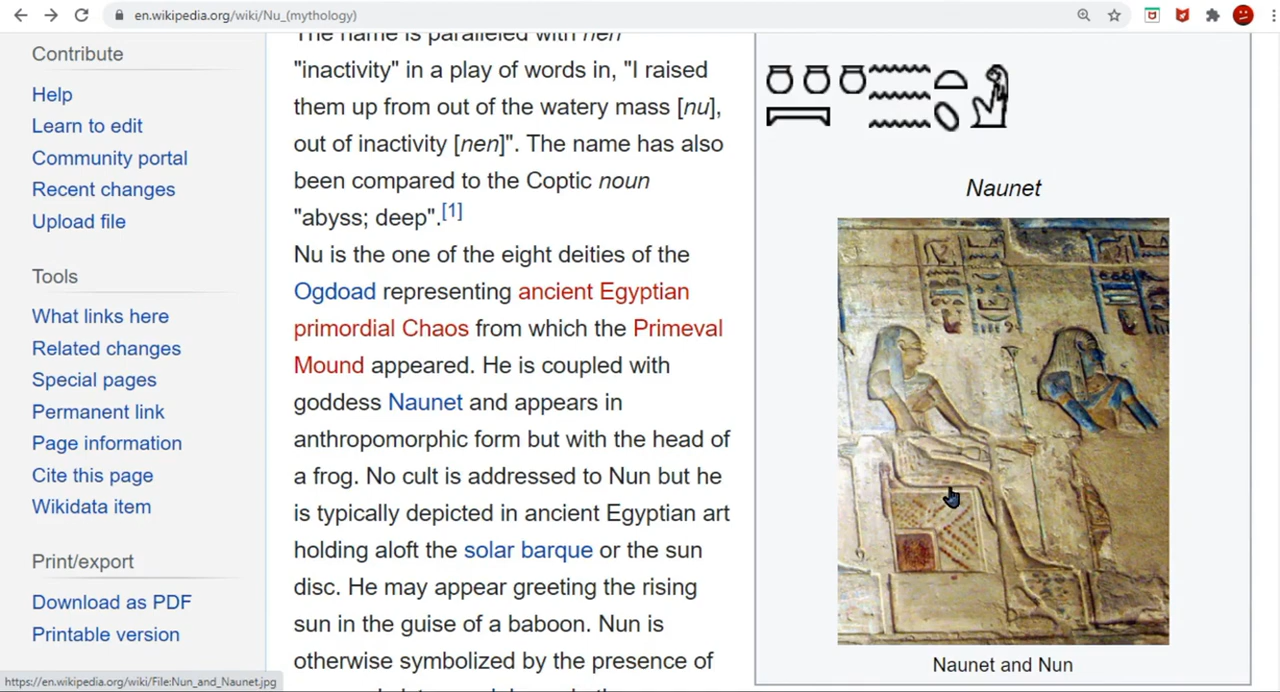 en.wikipedia.org/wiki/Nu_(mythology)
Contribute
Help
Learn to edit
Community portal
Recent changes
Upload file
Tools
What links here
Related changes
Special pages
Permanent link
Page information
Cite this page
Wikidata item
Print/export
Download as PDF
Printable version
The name is paralleled with nen
"inactivity" in a play of words in, "I raised
them up from out of the watery mass [nu],
out of inactivity [nen]". The name has also
been compared to the Coptic noun
"abyss; deep".[1]
Nu is the one of the eight deities of the
Ogdoad representing ancient Egyptian
primordial Chaos from which the Primeval
Mound appeared. He is coupled with
goddess Naunet and appears in
anthropomorphic form but with the head of
a frog. No cult is addressed to Nun but he
is typically depicted in ancient Egyptian art
holding aloft the solar barque or the sun
disc. He may appear greeting the rising
sun in the guise of a baboon. Nun is
otherwise symbolized by the presence of
Naunet
Naunet and Nun
https://en.wikipedia.org/wiki/File:Nun_and_Naunet.jpg